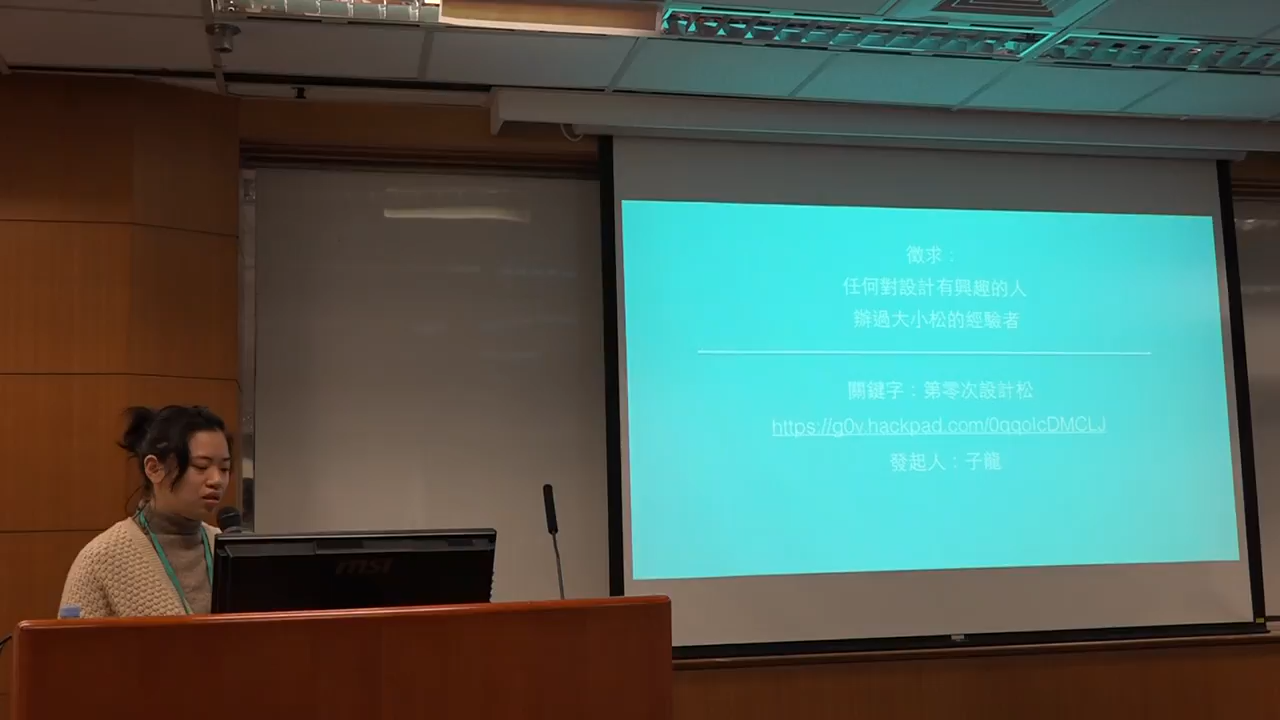 徵求：
任何對設計有興趣的人
辦過大小松的經驗者
關鍵字：第零次設計松
https://g0v.hackpad.com/0qqoIcDMCLJ
發起人：子龍
msi